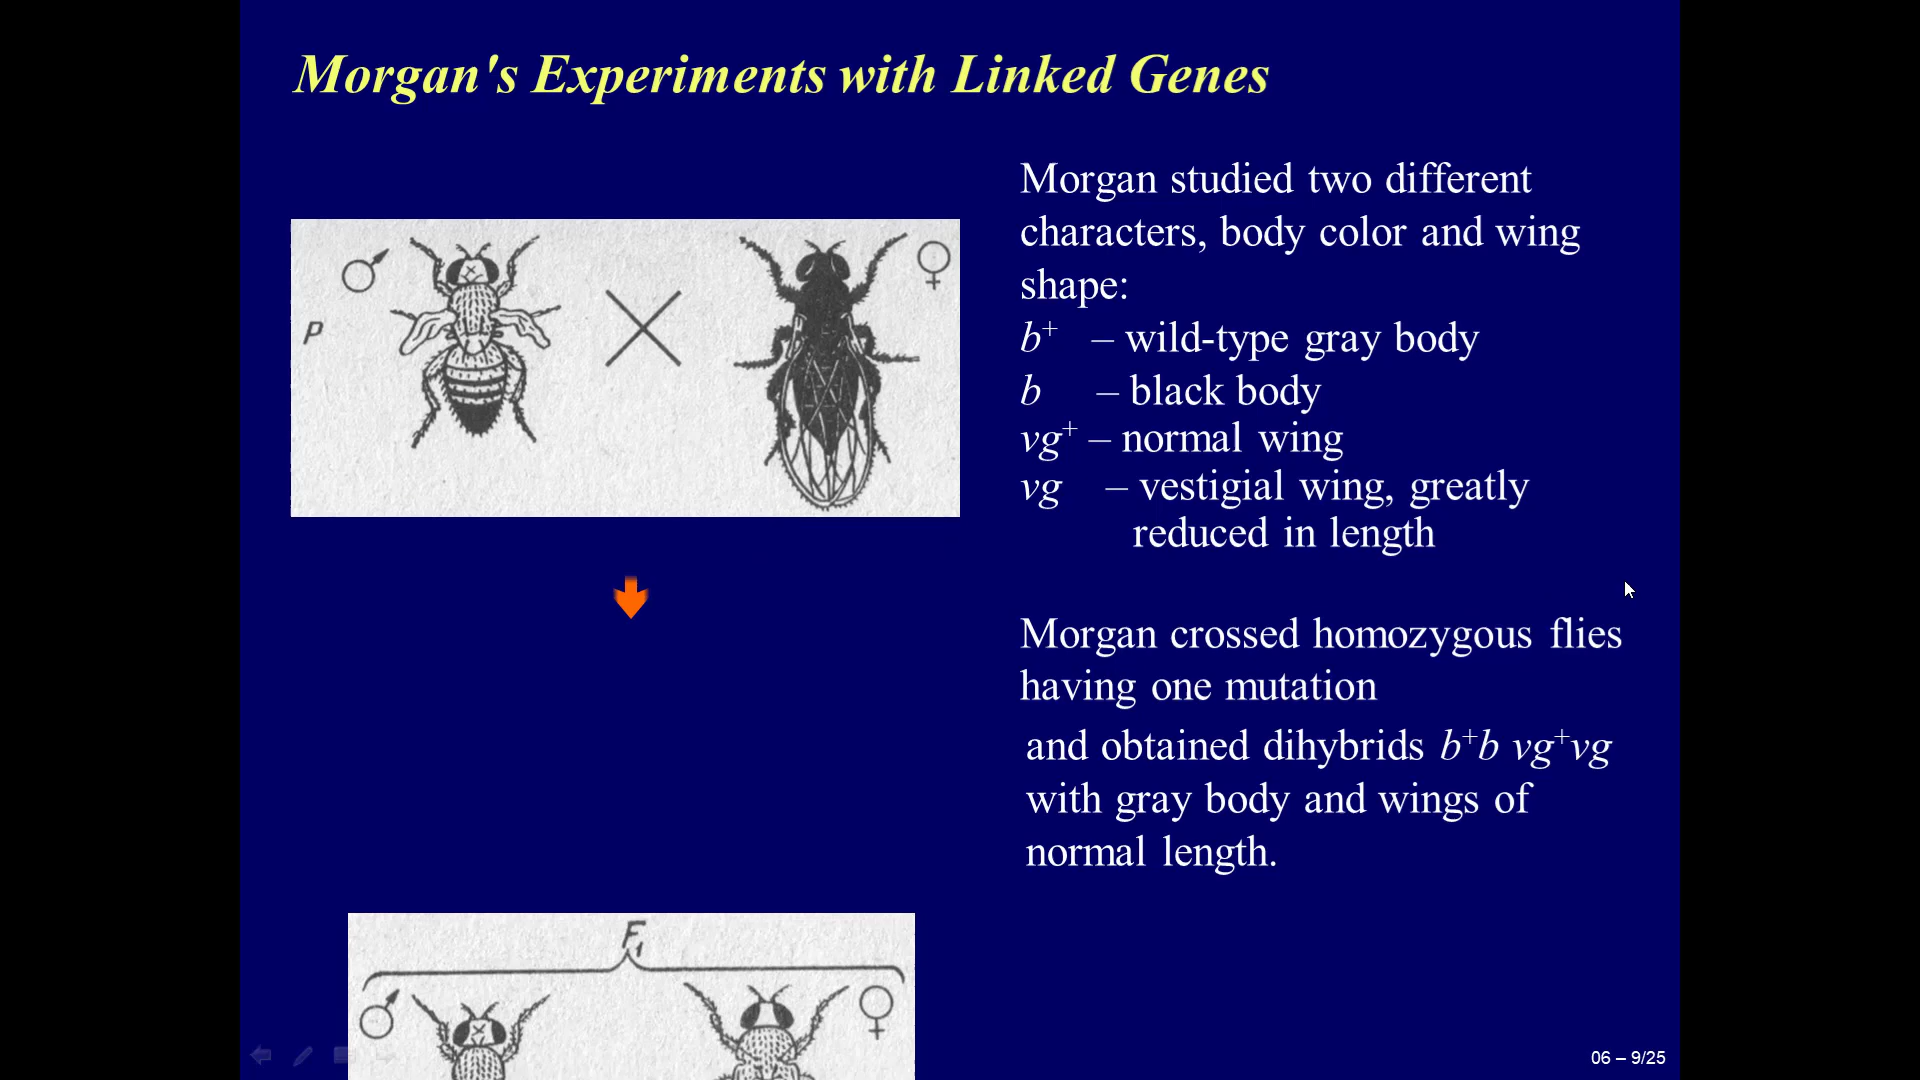 Morgan's Experiments with Linked Genes
Morgan studied two different
characters, body color and wing
shape:
b⁺ – wild-type gray body
b – black body
vg⁺ – normal wing
vg – vestigial wing, greatly
reduced in length
Morgan crossed homozygous flies
having one mutation
and obtained dihybrids b⁺b vg⁺vg
with gray body and wings of
normal length.
♂
♀
P
F₁
♂
♀
06 – 9/25